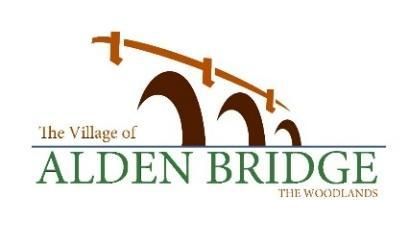 The Village of
ALDEN BRIDGE
THE WOODLANDS